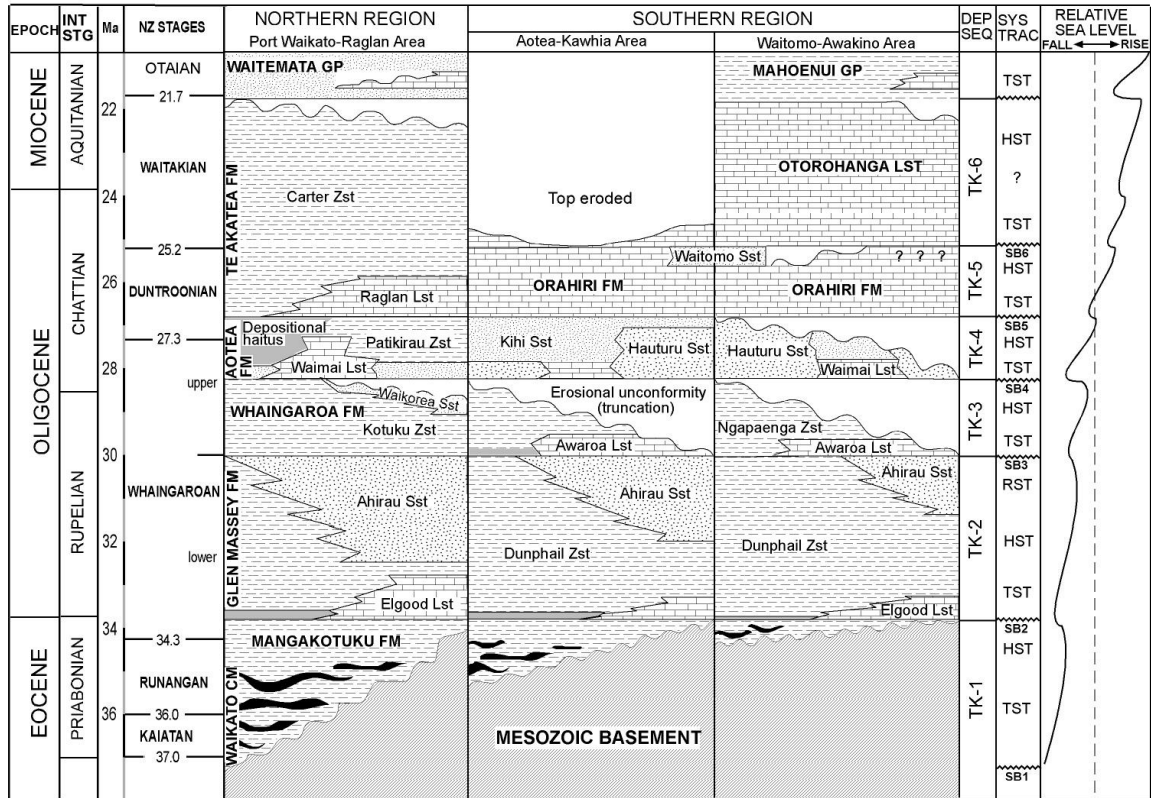 EPOCH
INT STG
Ma
NZ STAGES
NORTHERN REGION
Port Waikato-Raglan Area
SOUTHERN REGION
Aotea-Kawhia Area
Waitomo-Awakino Area
DEP SEQ
SYS TRAC
RELATIVE SEA LEVEL
FALL
RISE
MIOCENE
OLIGOCENE
EOCENE
AQUITANIAN
CHATTIAN
RUPELIAN
PRIABONIAN
22
24
26
28
30
32
34
36
OTAIAN
21.7
WAITAKIAN
25.2
DUNTROONIAN
27.3
upper
WHAINGAROAN
lower
34.3
RUNANGAN
36.0
KAIATAN
37.0
WAITEMATA GP
TE AKATEA FM
Carter Zst
Raglan Lst
AOTEA FM
Depositional haitus
Patikirau Zst
Waimai Lst
Waikorea Sst
WHAINGAROA FM
Kotuku Zst
GLEN MASSEY FM
Ahirau Sst
Elgood Lst
MANGAKOTUKU FM
WAIKATO CM
Top eroded
Waitomo Sst
ORAHIRI FM
Kihi Sst
Hauturu Sst
Erosional unconformity
(truncation)
Awaroa Lst
Ahirau Sst
Dunphail Zst
MESOZOIC BASEMENT
MAHOENUI GP
OTOROHANGA LST
? ? ?
ORAHIRI FM
Hauturu Sst
Waimai Lst
Ngapaenga Zst
Awaroa Lst
Ahirau Sst
Dunphail Zst
Elgood Lst
TK-6
TK-5
TK-4
TK-3
TK-2
TK-1
TST
HST
?
TST
SB6
HST
TST
SB5
HST
TST
SB4
HST
TST
SB3
RST
HST
TST
SB2
HST
TST
SB1